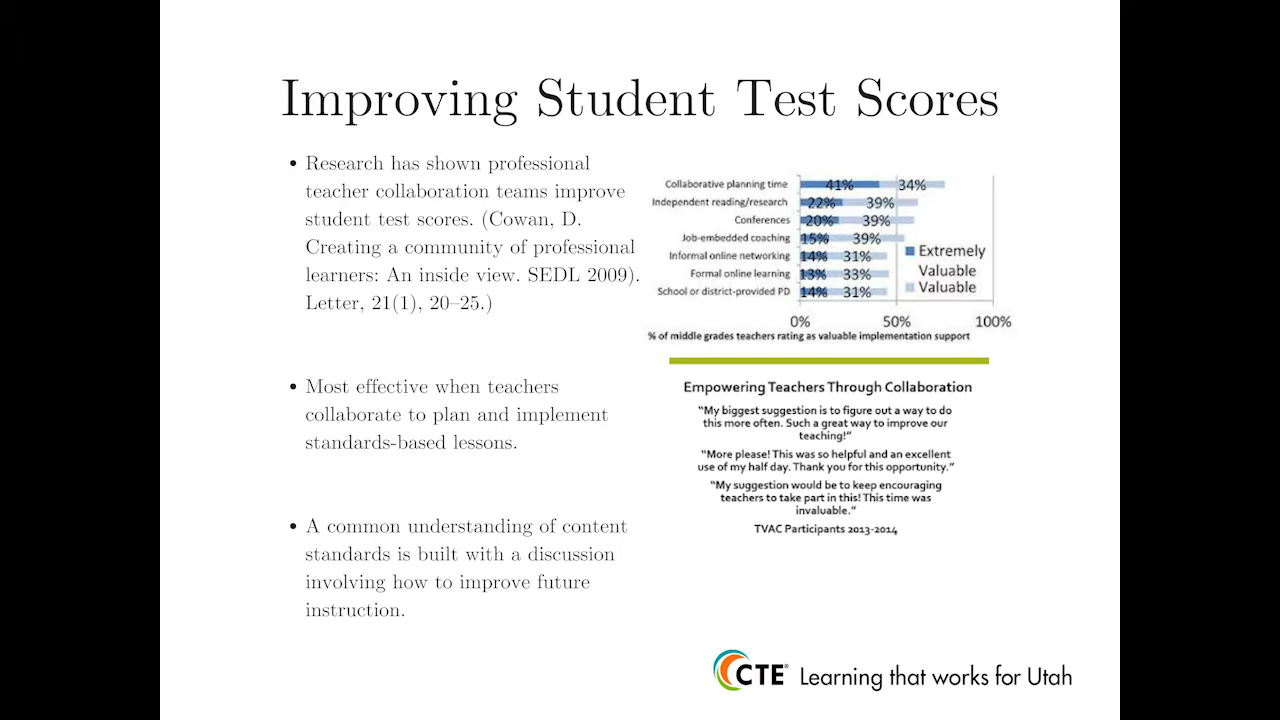 Improving Student Test Scores
• Research has shown professional
teacher collaboration teams improve
student test scores. (Cowan, D.
Creating a community of professional
learners: An inside view. SEDL 2009).
Letter, 21(1), 20–25.)
• Most effective when teachers
collaborate to plan and implement
standards-based lessons.
• A common understanding of content
standards is built with a discussion
involving how to improve future
instruction.
Collaborative planning time 41% 34%
Independent reading/research 22% 39%
Conferences 20% 39%
Job-embedded coaching 15% 39%
Informal online networking 14% 31%
Formal online learning 13% 33%
School or district-provided PD 14% 31%
Extremely
Valuable
Valuable
0% 50% 100%
% of middle grades teachers rating as valuable implementation support
Empowering Teachers Through Collaboration
"My biggest suggestion is to figure out a way to do
this more often. Such a great way to improve our
teaching!"
"More please! This was so helpful and an excellent
use of my half day. Thank you for this opportunity."
"My suggestion would be to keep encouraging
teachers to take part in this! This time was
invaluable."
TVAC Participants 2013-2014
CTE® Learning that works for Utah